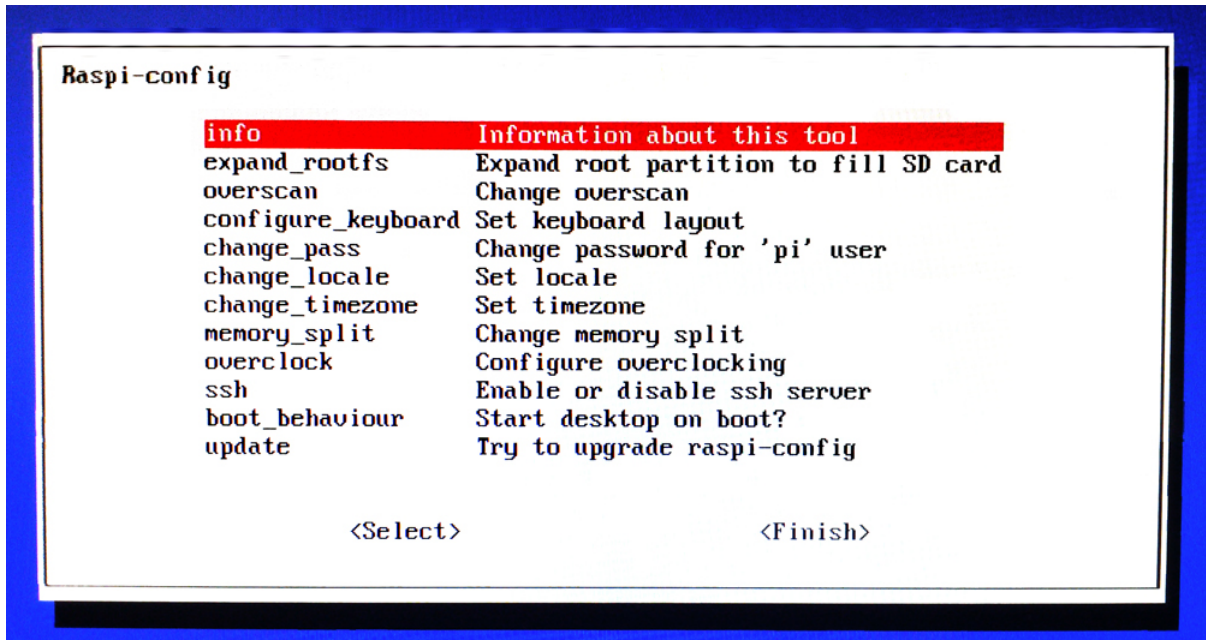 Raspi-config
info Information about this tool
expand_rootfs Expand root partition to fill SD card
overscan Change overscan
configure_keyboard Set keyboard layout
change_pass Change password for 'pi' user
change_locale Set locale
change_timezone Set timezone
memory_split Change memory split
overclock Configure overclocking
ssh Enable or disable ssh server
boot_behaviour Start desktop on boot?
update Try to upgrade raspi-config
<Select> <Finish>